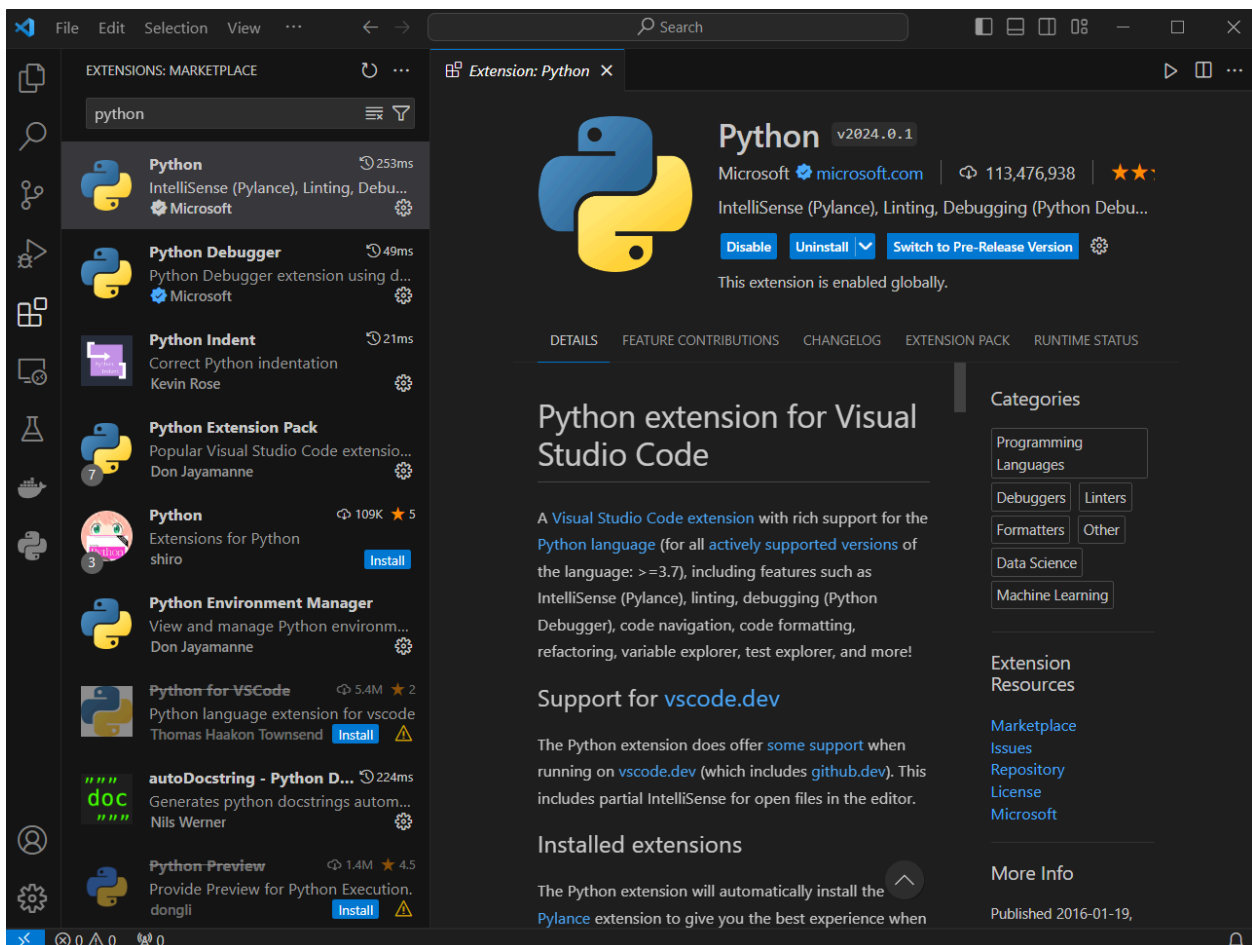 File Edit Selection View ··· Search
EXTENSIONS: MARKETPLACE
python
Python 253ms
IntelliSense (Pylance), Linting, Debu...
Microsoft
Python Debugger 49ms
Python Debugger extension using d...
Microsoft
Python Indent 21ms
Correct Python indentation
Kevin Rose
Python Extension Pack
Popular Visual Studio Code extensio...
7 Don Jayamanne
Python 109K ★ 5
Extensions for Python
3 shiro Install
Python Environment Manager
View and manage Python environm...
Don Jayamanne
Python for VSCode 5.4M ★ 2
Python language extension for vscode
Thomas Haakon Townsend Install
autoDocstring - Python D... 224ms
""" doc """
Generates python docstrings autom...
Nils Werner
Python Preview 1.4M ★ 4.5
Provide Preview for Python Execution.
dongli Install
Extension: Python
Python v2024.0.1
Microsoft microsoft.com 113,476,938
IntelliSense (Pylance), Linting, Debugging (Python Debu...
Disable Uninstall Switch to Pre-Release Version
This extension is enabled globally.
DETAILS FEATURE CONTRIBUTIONS CHANGELOG EXTENSION PACK RUNTIME STATUS
Python extension for Visual
Studio Code
A Visual Studio Code extension with rich support for the
Python language (for all actively supported versions of
the language: >=3.7), including features such as
IntelliSense (Pylance), linting, debugging (Python
Debugger), code navigation, code formatting,
refactoring, variable explorer, test explorer, and more!
Support for vscode.dev
The Python extension does offer some support when
running on vscode.dev (which includes github.dev). This
includes partial IntelliSense for open files in the editor.
Installed extensions
The Python extension will automatically install the
Pylance extension to give you the best experience when
Categories
Programming
Languages
Debuggers Linters
Formatters Other
Data Science
Machine Learning
Extension
Resources
Marketplace
Issues
Repository
License
Microsoft
More Info
Published 2016-01-19,
0 0 0